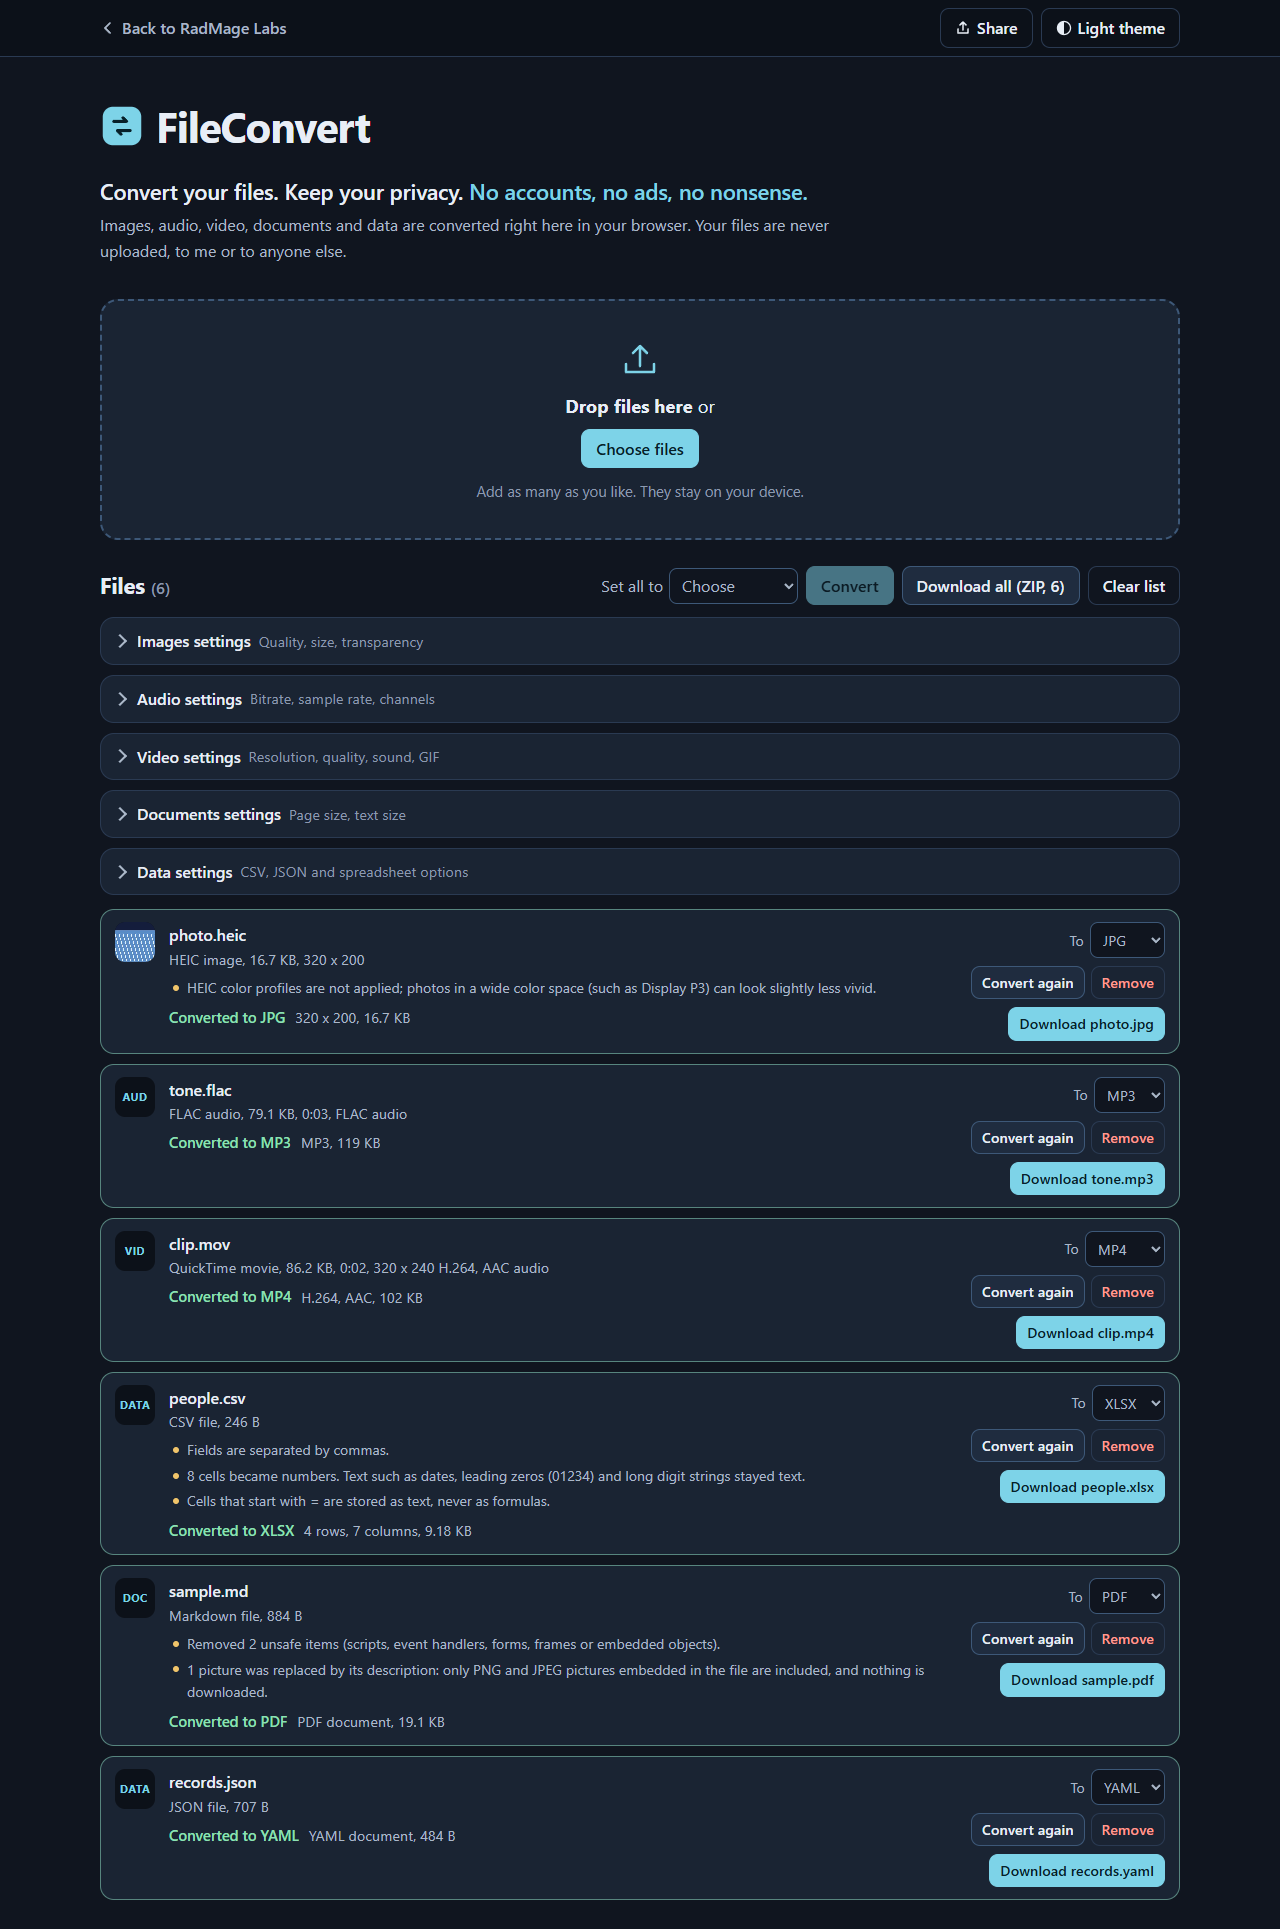 Back to RadMage Labs
Share
Light theme
FileConvert
Convert your files. Keep your privacy. No accounts, no ads, no nonsense.
Images, audio, video, documents and data are converted right here in your browser. Your files are never
uploaded, to me or to anyone else.
Drop files here or
Choose files
Add as many as you like. They stay on your device.
Files (6)
Set all to
Choose
Convert
Download all (ZIP, 6)
Clear list
Images settings Quality, size, transparency
Audio settings Bitrate, sample rate, channels
Video settings Resolution, quality, sound, GIF
Documents settings Page size, text size
Data settings CSV, JSON and spreadsheet options
photo.heic
HEIC image, 16.7 KB, 320 x 200
HEIC color profiles are not applied; photos in a wide color space (such as Display P3) can look slightly less vivid.
Converted to JPG 320 x 200, 16.7 KB
To JPG
Convert again
Remove
Download photo.jpg
AUD
tone.flac
FLAC audio, 79.1 KB, 0:03, FLAC audio
Converted to MP3 MP3, 119 KB
To MP3
Convert again
Remove
Download tone.mp3
VID
clip.mov
QuickTime movie, 86.2 KB, 0:02, 320 x 240 H.264, AAC audio
Converted to MP4 H.264, AAC, 102 KB
To MP4
Convert again
Remove
Download clip.mp4
DATA
people.csv
CSV file, 246 B
Fields are separated by commas.
8 cells became numbers. Text such as dates, leading zeros (01234) and long digit strings stayed text.
Cells that start with = are stored as text, never as formulas.
Converted to XLSX 4 rows, 7 columns, 9.18 KB
To XLSX
Convert again
Remove
Download people.xlsx
DOC
sample.md
Markdown file, 884 B
Removed 2 unsafe items (scripts, event handlers, forms, frames or embedded objects).
1 picture was replaced by its description: only PNG and JPEG pictures embedded in the file are included, and nothing is
downloaded.
Converted to PDF PDF document, 19.1 KB
To PDF
Convert again
Remove
Download sample.pdf
DATA
records.json
JSON file, 707 B
Converted to YAML YAML document, 484 B
To YAML
Convert again
Remove
Download records.yaml